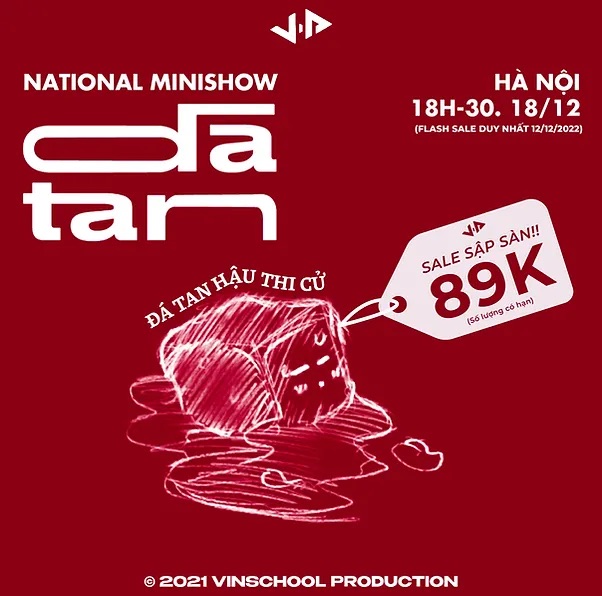 NATIONAL MINISHOW
đá
tan
HÀ NỘI
18H-30. 18/12
(FLASH SALE DUY NHẤT 12/12/2022)
SALE SẬP SÀN!!
89K
(Số lượng có hạn)
ĐÁ TAN HẬU THI CỬ
© 2021 VINSCHOOL PRODUCTION